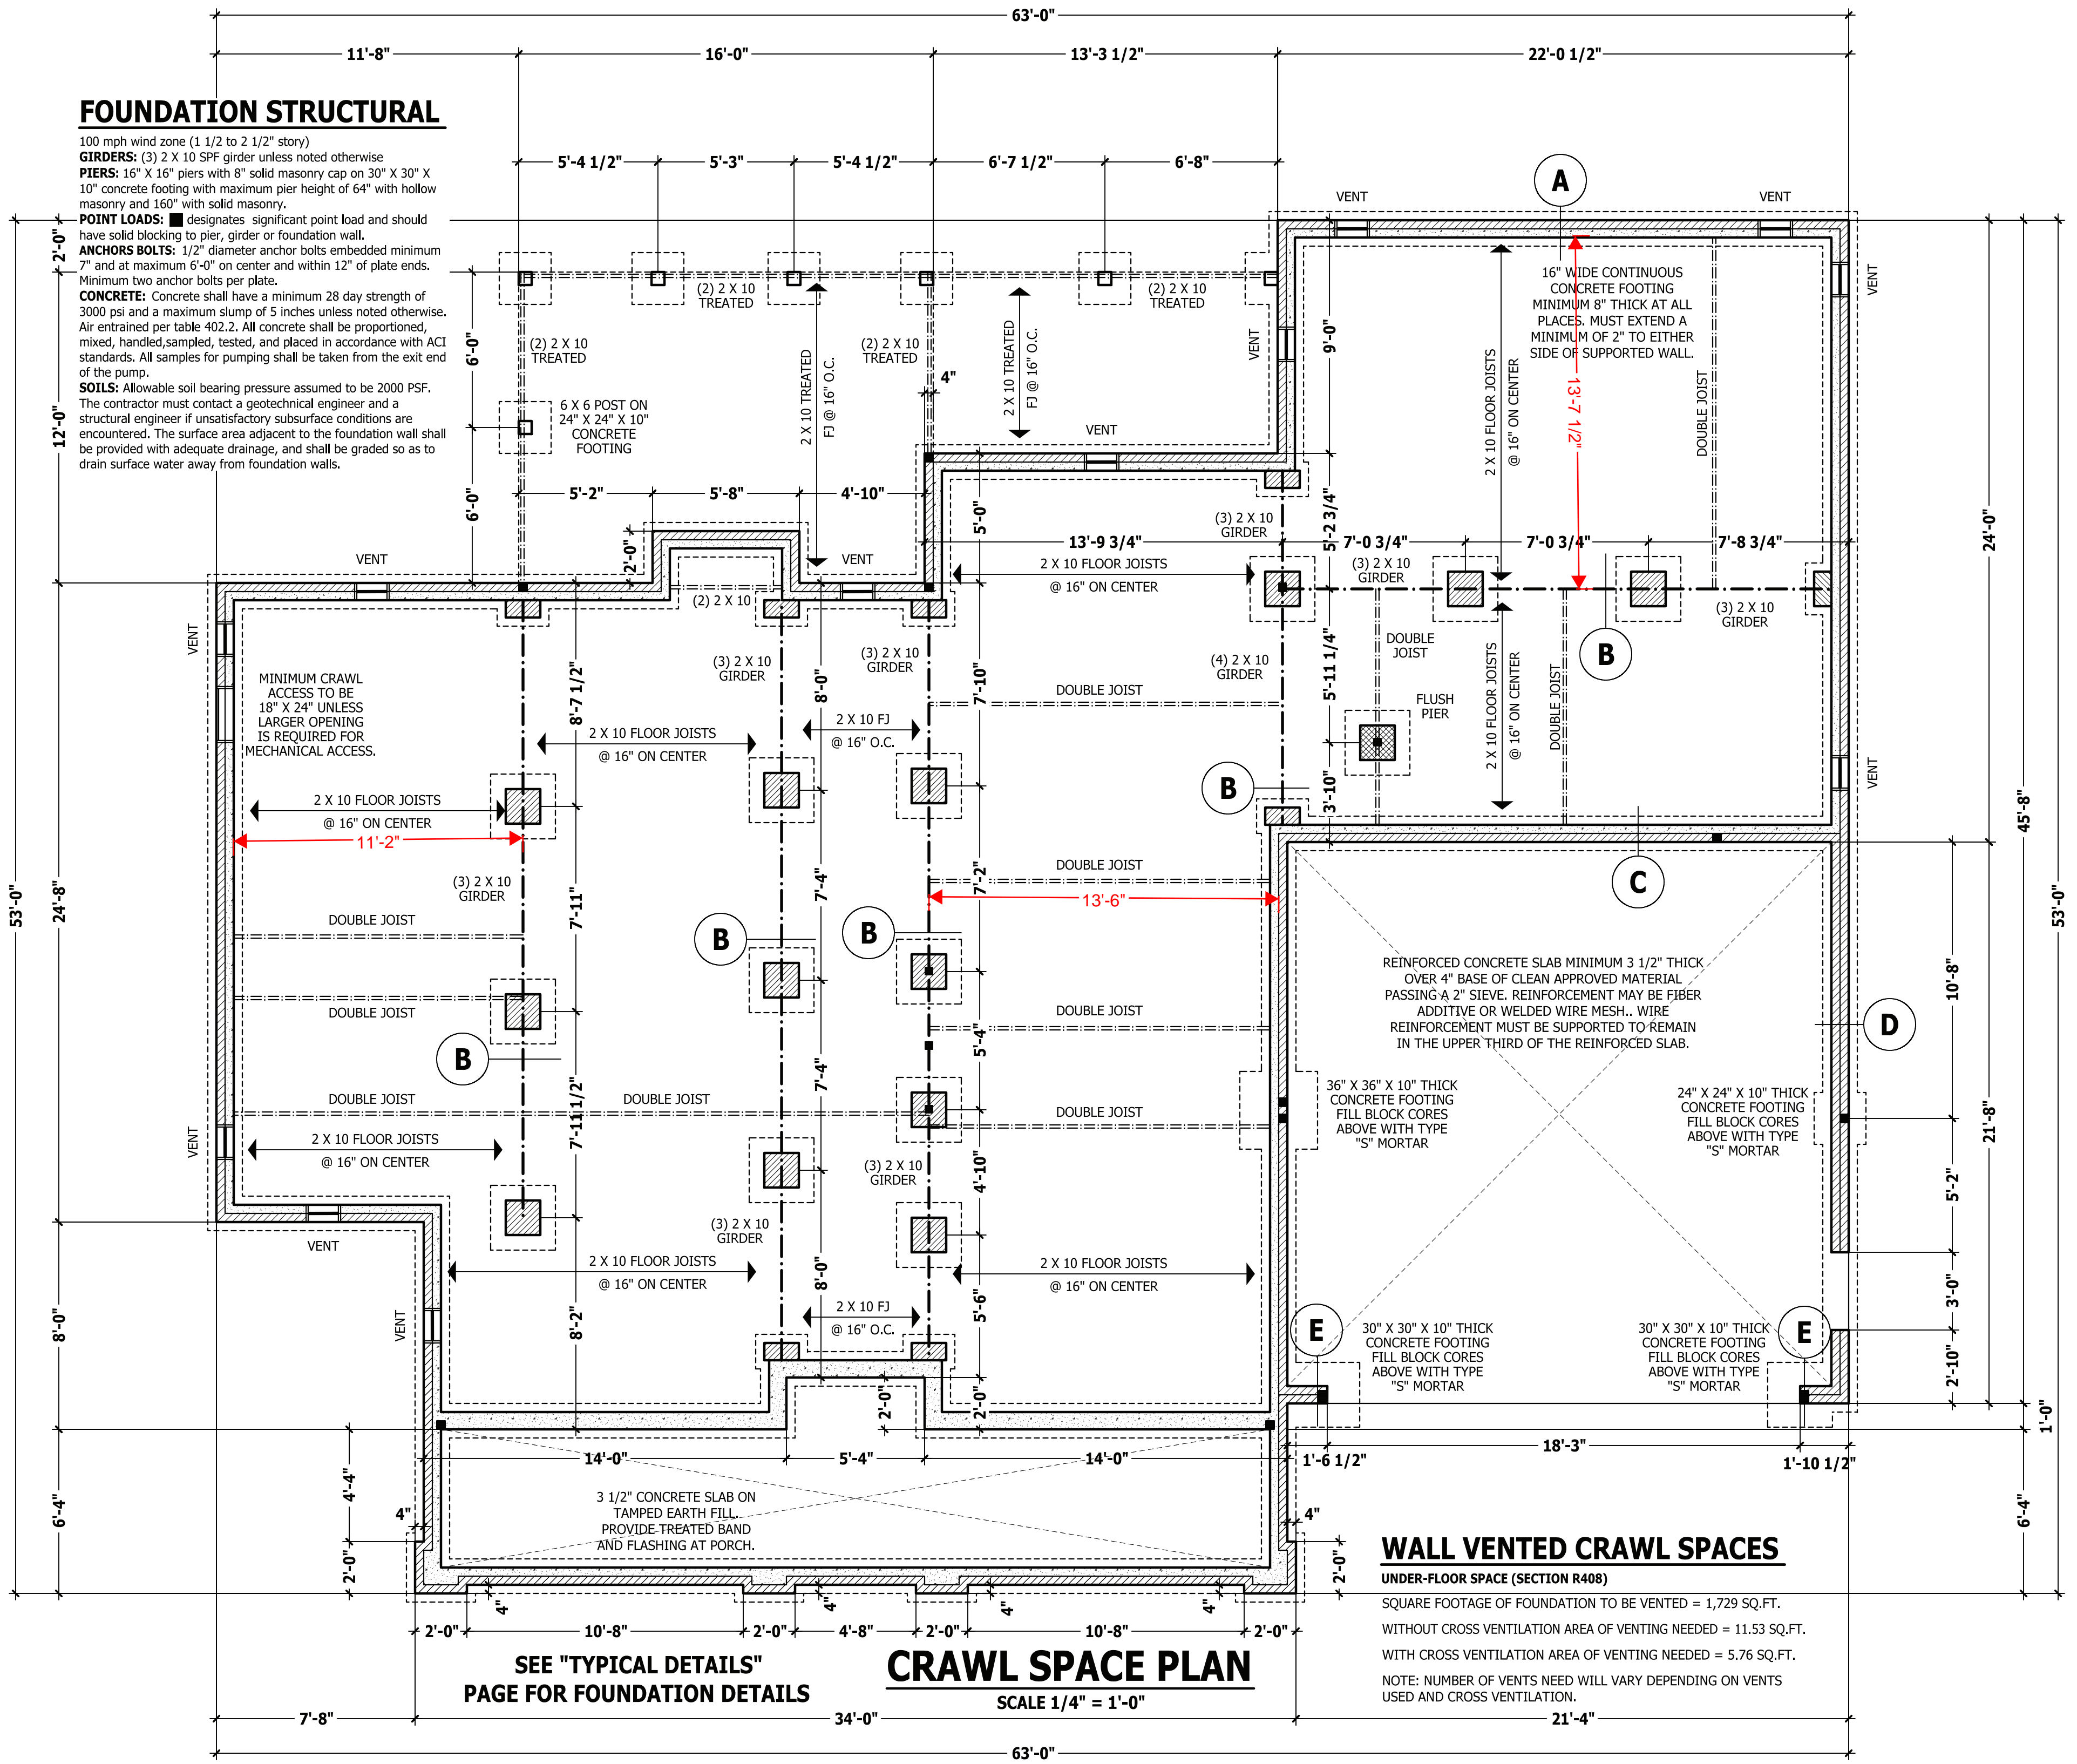 63'-0"
11'-8"
16'-0"
13'-3 1/2"
22'-0 1/2"
FOUNDATION STRUCTURAL
100 mph wind zone (1 1/2 to 2 1/2" story)
GIRDERS: (3) 2 X 10 SPF girder unless noted otherwise
PIERS: 16" X 16" piers with 8" solid masonry cap on 30" X 30" X
10" concrete footing with maximum pier height of 64" with hollow
masonry and 160" with solid masonry.
POINT LOADS: designates significant point load and should
have solid blocking to pier, girder or foundation wall.
ANCHORS BOLTS: 1/2" diameter anchor bolts embedded minimum
7" and at maximum 6'-0" on center and within 12" of plate ends.
Minimum two anchor bolts per plate.
CONCRETE: Concrete shall have a minimum 28 day strength of
3000 psi and a maximum slump of 5 inches unless noted otherwise.
Air entrained per table 402.2. All concrete shall be proportioned,
mixed, handled,sampled, tested, and placed in accordance with ACI
standards. All samples for pumping shall be taken from the exit end
of the pump.
SOILS: Allowable soil bearing pressure assumed to be 2000 PSF.
The contractor must contact a geotechnical engineer and a
structural engineer if unsatisfactory subsurface conditions are
encountered. The surface area adjacent to the foundation wall shall
be provided with adequate drainage, and shall be graded so as to
drain surface water away from foundation walls.
5'-4 1/2"
5'-3"
5'-4 1/2"
6'-7 1/2"
6'-8"
A
VENT
VENT
2'-0"
12'-0"
24'-8"
8'-0"
6'-4"
53'-0"
6'-0"
6'-0"
(2) 2 X 10
TREATED
(2) 2 X 10
TREATED
(2) 2 X 10
TREATED
(2) 2 X 10
TREATED
2 X 10 TREATED
FJ @ 16" O.C.
2 X 10 TREATED
FJ @ 16" O.C.
4"
6 X 6 POST ON
24" X 24" X 10"
CONCRETE
FOOTING
VENT
VENT
VENT
9'-0"
16" WIDE CONTINUOUS
CONCRETE FOOTING
MINIMUM 8" THICK AT ALL
PLACES. MUST EXTEND A
MINIMUM OF 2" TO EITHER
SIDE OF SUPPORTED WALL.
2 X 10 FLOOR JOISTS
@ 16" ON CENTER
13'-7 1/2"
DOUBLE JOIST
24'-0"
45'-8"
53'-0"
5'-2"
5'-8"
4'-10"
5'-0"
5'-2 3/4"
2'-0"
VENT
VENT
(3) 2 X 10
GIRDER
13'-9 3/4"
7'-0 3/4"
7'-0 3/4"
7'-8 3/4"
2 X 10 FLOOR JOISTS
@ 16" ON CENTER
(3) 2 X 10
GIRDER
(2) 2 X 10
(3) 2 X 10
GIRDER
VENT
MINIMUM CRAWL
ACCESS TO BE
18" X 24" UNLESS
LARGER OPENING
IS REQUIRED FOR
MECHANICAL ACCESS.
8'-7 1/2"
(3) 2 X 10
GIRDER
8'-0"
(3) 2 X 10
GIRDER
7'-10"
(4) 2 X 10
GIRDER
5'-11 1/4"
DOUBLE
JOIST
B
DOUBLE JOIST
FLUSH
PIER
2 X 10 FLOOR JOISTS
@ 16" ON CENTER
DOUBLE JOIST
2 X 10 FLOOR JOISTS
@ 16" ON CENTER
2 X 10 FJ
@ 16" O.C.
B
3'-10"
VENT
2 X 10 FLOOR JOISTS
@ 16" ON CENTER
11'-2"
DOUBLE JOIST
13'-6"
C
(3) 2 X 10
GIRDER
7'-11"
7'-4"
7'-2"
DOUBLE JOIST
B
B
DOUBLE JOIST
DOUBLE JOIST
B
7'-11 1/2"
7'-4"
5'-4"
REINFORCED CONCRETE SLAB MINIMUM 3 1/2" THICK
OVER 4" BASE OF CLEAN APPROVED MATERIAL
PASSING A 2" SIEVE. REINFORCEMENT MAY BE FIBER
ADDITIVE OR WELDED WIRE MESH.. WIRE
REINFORCEMENT MUST BE SUPPORTED TO REMAIN
IN THE UPPER THIRD OF THE REINFORCED SLAB.
10'-8"
D
21'-8"
DOUBLE JOIST
DOUBLE JOIST
DOUBLE JOIST
36" X 36" X 10" THICK
CONCRETE FOOTING
FILL BLOCK CORES
ABOVE WITH TYPE
"S" MORTAR
24" X 24" X 10" THICK
CONCRETE FOOTING
FILL BLOCK CORES
ABOVE WITH TYPE
"S" MORTAR
VENT
2 X 10 FLOOR JOISTS
@ 16" ON CENTER
(3) 2 X 10
GIRDER
4'-10"
5'-2"
VENT
(3) 2 X 10
GIRDER
2 X 10 FLOOR JOISTS
@ 16" ON CENTER
8'-0"
2 X 10 FLOOR JOISTS
@ 16" ON CENTER
3'-0"
VENT
8'-2"
2 X 10 FJ
@ 16" O.C.
5'-6"
E
30" X 30" X 10" THICK
CONCRETE FOOTING
FILL BLOCK CORES
ABOVE WITH TYPE
"S" MORTAR
30" X 30" X 10" THICK
CONCRETE FOOTING
FILL BLOCK CORES
ABOVE WITH TYPE
"S" MORTAR
E
2'-10"
2'-0"
2'-0"
1'-0"
14'-0"
5'-4"
14'-0"
1'-6 1/2"
18'-3"
1'-10 1/2"
4'-4"
4"
3 1/2" CONCRETE SLAB ON
TAMPED EARTH FILL.
PROVIDE TREATED BAND
AND FLASHING AT PORCH.
4"
6'-4"
2'-0"
2'-0"
4"
4"
4"
4"
2'-0"
10'-8"
2'-0"
4'-8"
2'-0"
10'-8"
2'-0"
WALL VENTED CRAWL SPACES
UNDER-FLOOR SPACE (SECTION R408)
SQUARE FOOTAGE OF FOUNDATION TO BE VENTED = 1,729 SQ.FT.
WITHOUT CROSS VENTILATION AREA OF VENTING NEEDED = 11.53 SQ.FT.
WITH CROSS VENTILATION AREA OF VENTING NEEDED = 5.76 SQ.FT.
NOTE: NUMBER OF VENTS NEED WILL VARY DEPENDING ON VENTS
USED AND CROSS VENTILATION.
SEE "TYPICAL DETAILS"
PAGE FOR FOUNDATION DETAILS
CRAWL SPACE PLAN
SCALE 1/4" = 1'-0"
7'-8"
34'-0"
21'-4"
63'-0"